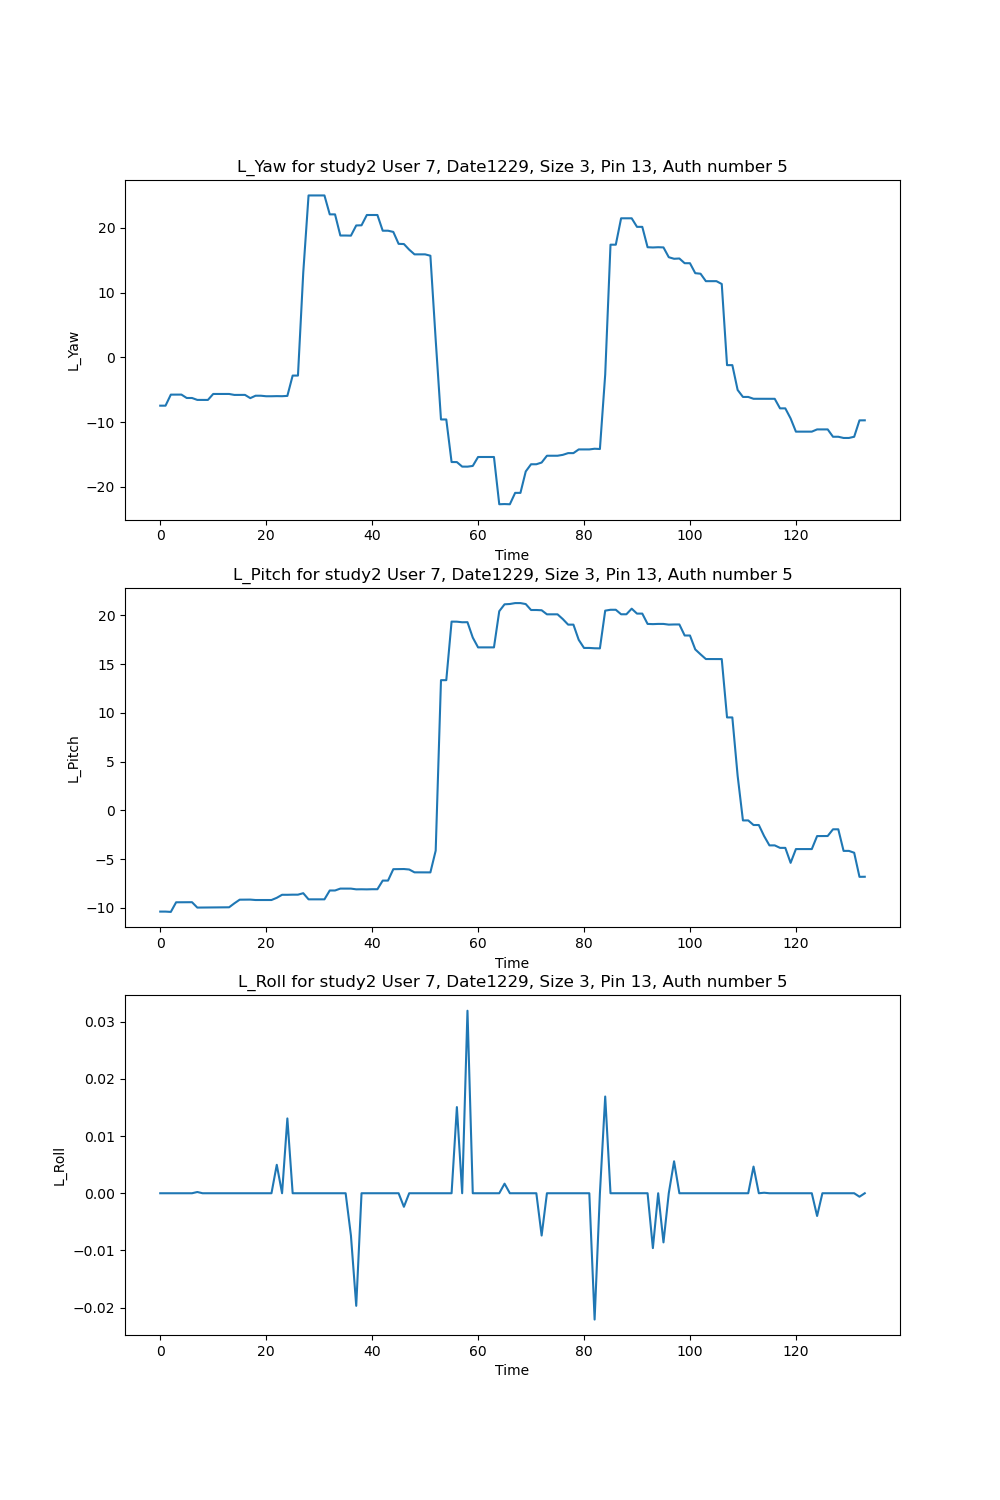 L_Yaw for study2 User 7, Date1229, Size 3, Pin 13, Auth number 5
20
10
0
−10
−20
L_Yaw
0 20 40 60 80 100 120
Time
L_Pitch for study2 User 7, Date1229, Size 3, Pin 13, Auth number 5
20
15
10
5
0
−5
−10
L_Pitch
0 20 40 60 80 100 120
Time
L_Roll for study2 User 7, Date1229, Size 3, Pin 13, Auth number 5
0.03
0.02
0.01
0.00
−0.01
−0.02
L_Roll
0 20 40 60 80 100 120
Time